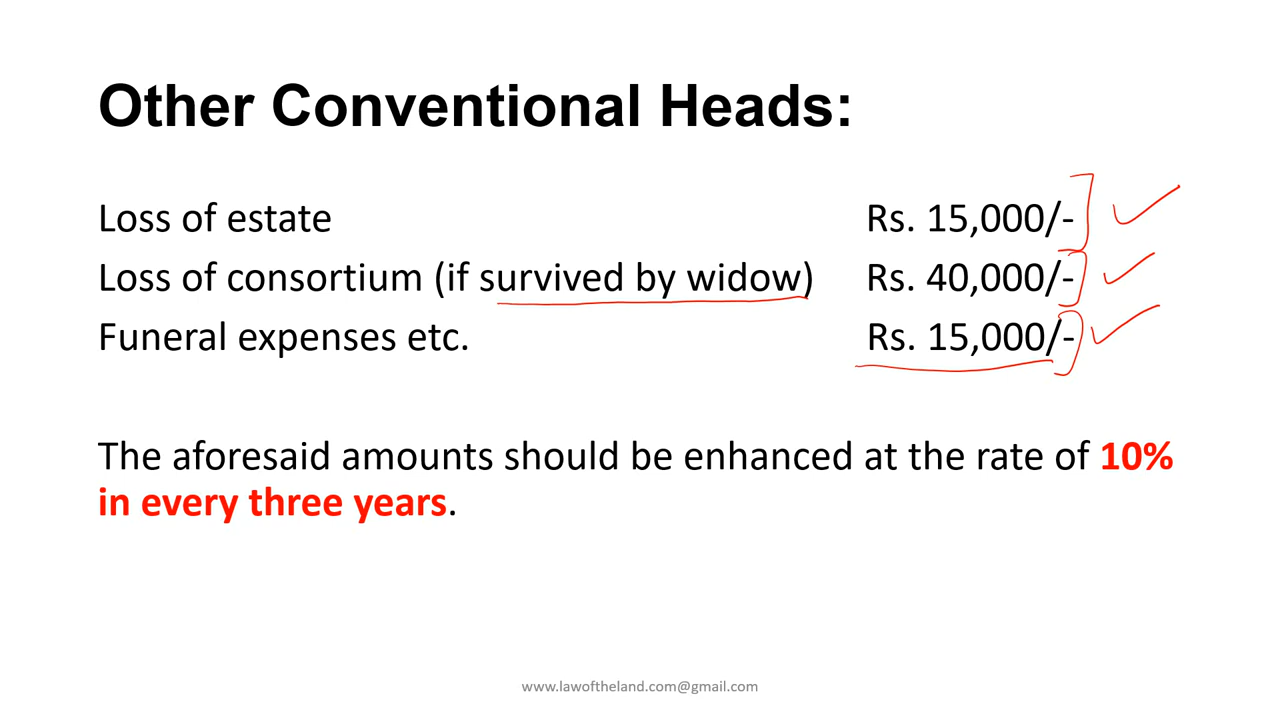 Other Conventional Heads:
Loss of estate Rs. 15,000/-
Loss of consortium (if survived by widow) Rs. 40,000/-
Funeral expenses etc. Rs. 15,000/-
The aforesaid amounts should be enhanced at the rate of 10%
in every three years.
www.lawoftheland.com@gmail.com